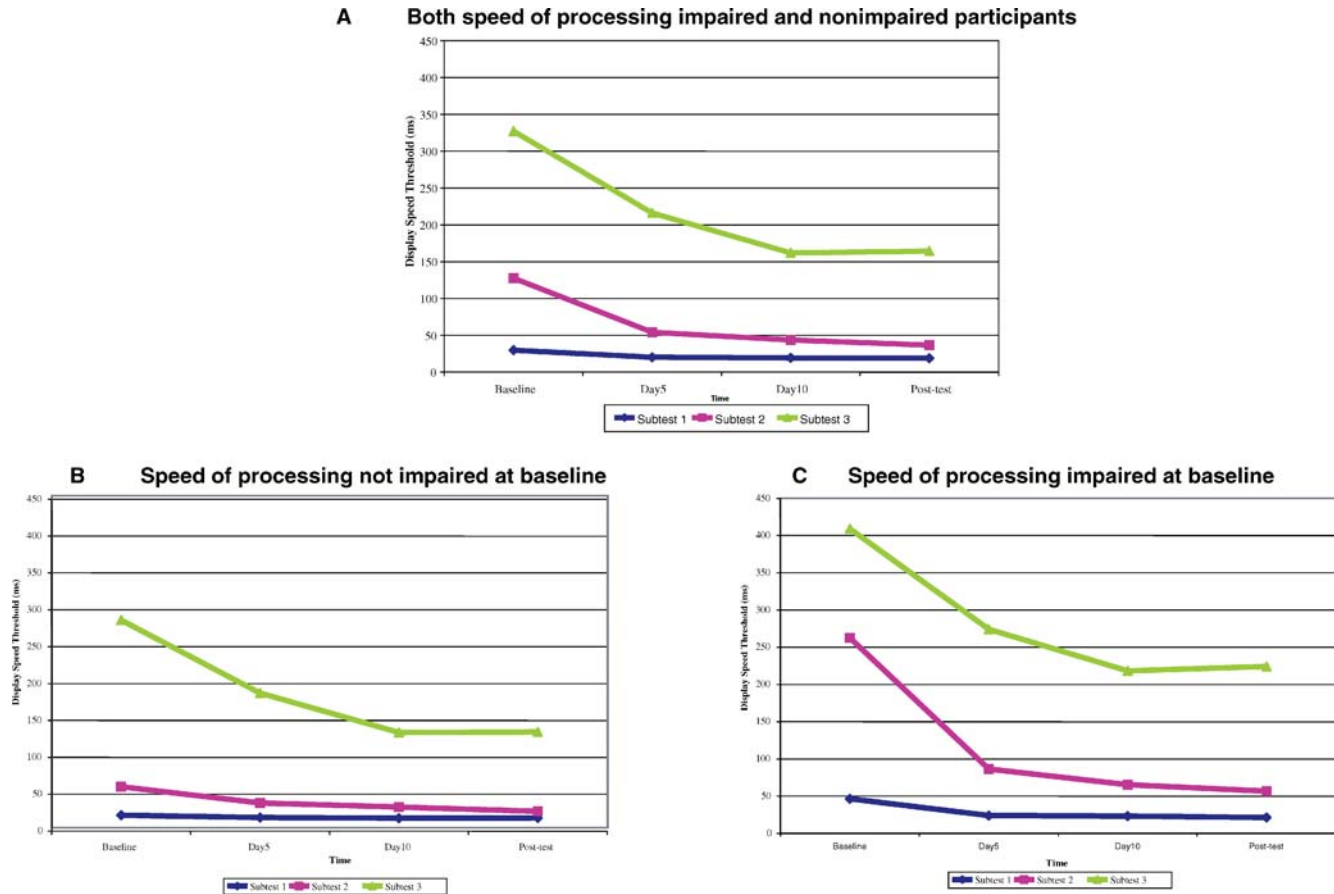 A Both speed of processing impaired and nonimpaired participants
450
400
350
300
250
200
150
100
50
0
Display Speed Threshold (ms)
Baseline Day5 Day10 Post-test
Time
Subtest 1 Subtest 2 Subtest 3
B Speed of processing not impaired at baseline
450
400
350
300
250
200
150
100
50
0
Display Speed Threshold (ms)
Baseline Day5 Day10 Post-test
Time
Subtest 1 Subtest 2 Subtest 3
C Speed of processing impaired at baseline
450
400
350
300
250
200
150
100
50
0
Display Speed Threshold (ms)
Baseline Day5 Day10 Post-test
Time
Subtest 1 Subtest 2 Subtest 3